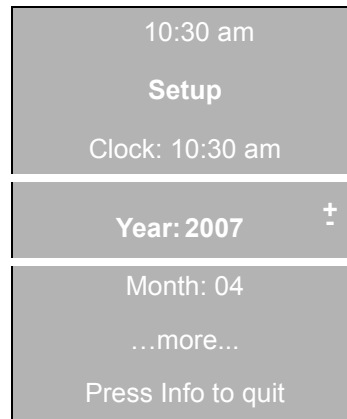 10:30 am
Setup
Clock: 10:30 am
Year: 2007 +
-
Month: 04
…more...
Press Info to quit